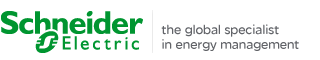 Schneider
Electric
the global specialist
in energy management